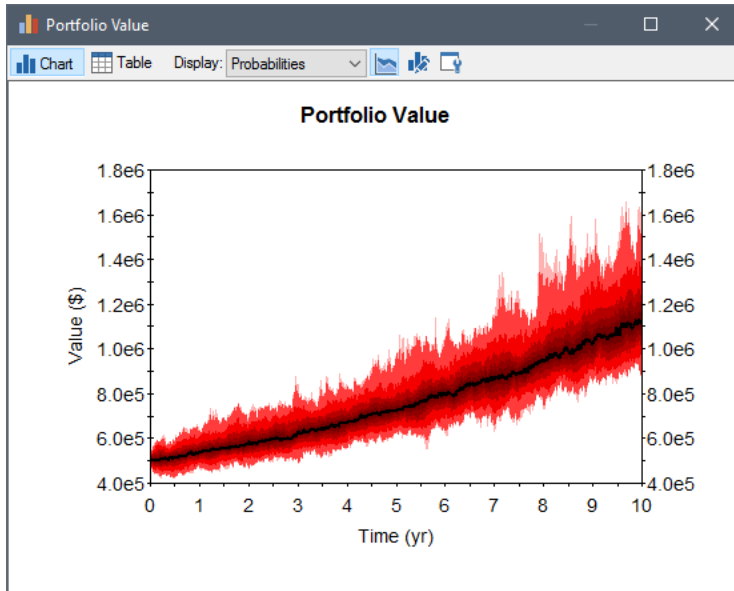 Portfolio Value
Chart Table Display: Probabilities
Portfolio Value
1.8e6 1.8e6
1.6e6 1.6e6
1.4e6 1.4e6
1.2e6 1.2e6
1.0e6 1.0e6
8.0e5 8.0e5
6.0e5 6.0e5
4.0e5 4.0e5
Value ($)
0 1 2 3 4 5 6 7 8 9 10
Time (yr)